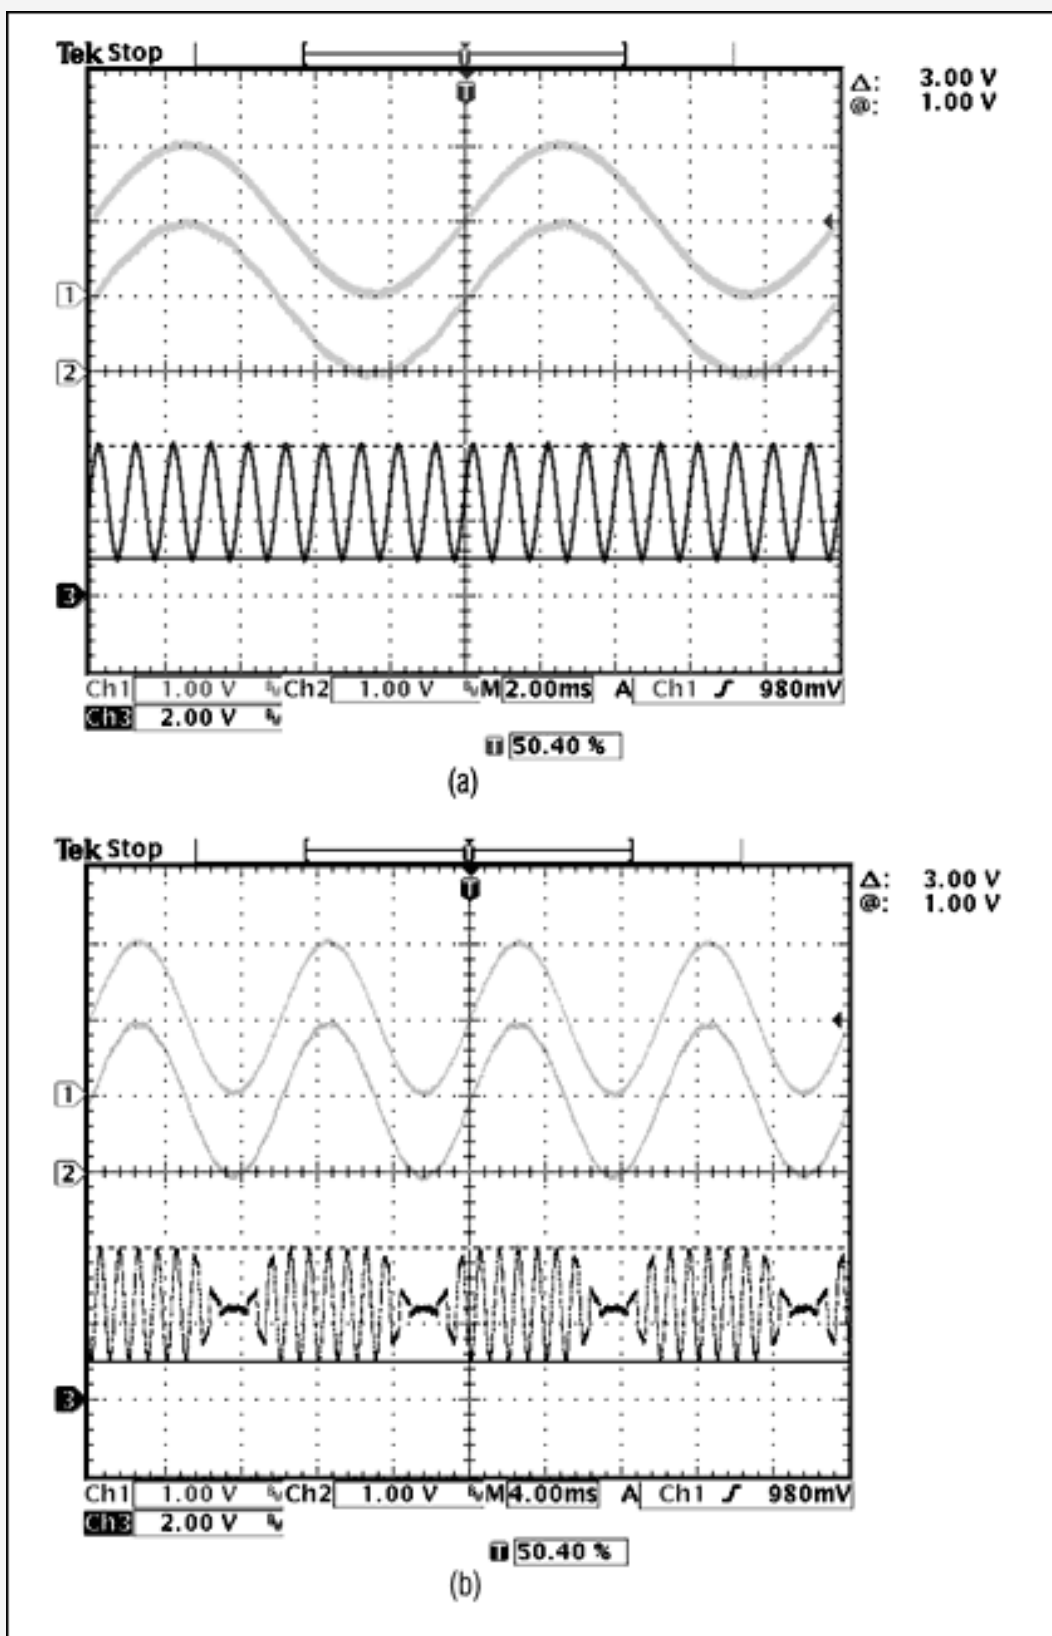 Tek Stop
T
T
Δ: 3.00 V
@: 1.00 V
1
2
3
Ch1 1.00 V Ch2 1.00 V M 2.00ms A Ch1 980mV
Ch3 2.00 V
T 50.40 %
(a)
Tek Stop
T
T
Δ: 3.00 V
@: 1.00 V
1
2
3
Ch1 1.00 V Ch2 1.00 V M 4.00ms A Ch1 980mV
Ch3 2.00 V
T 50.40 %
(b)